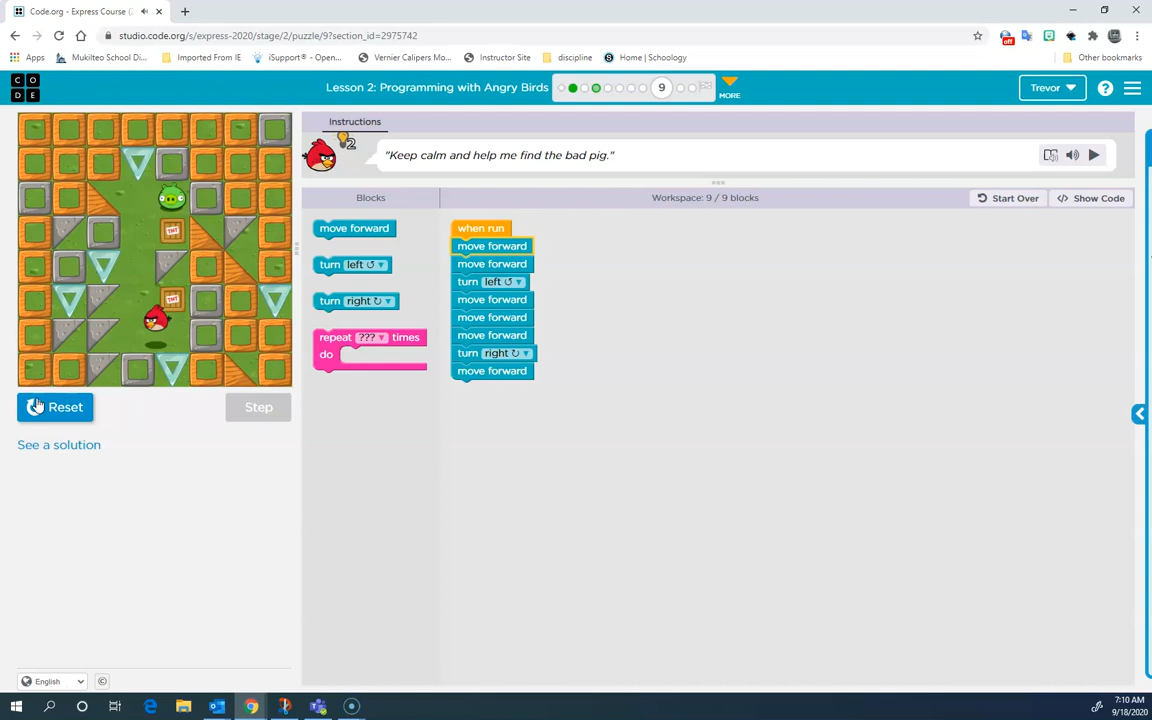 Code.org - Express Course (2
studio.code.org/s/express-2020/stage/2/puzzle/9?section_id=2975742
Apps
Mukilteo School Di...
Imported From IE
iSupport® - Open...
Vernier Calipers Mo...
Instructor Site
discipline
Home | Schoology
Other bookmarks
off
C O
D E
Lesson 2: Programming with Angry Birds
9
MORE
Trevor
?
Instructions
2
"Keep calm and help me find the bad pig."
Blocks
Workspace: 9 / 9 blocks
Start Over
</> Show Code
move forward
turn left
turn right
repeat ??? times
do
when run
move forward
move forward
turn left
move forward
move forward
move forward
turn right
move forward
TNT
TNT
Reset
Step
See a solution
English
©
7:10 AM
9/18/2020